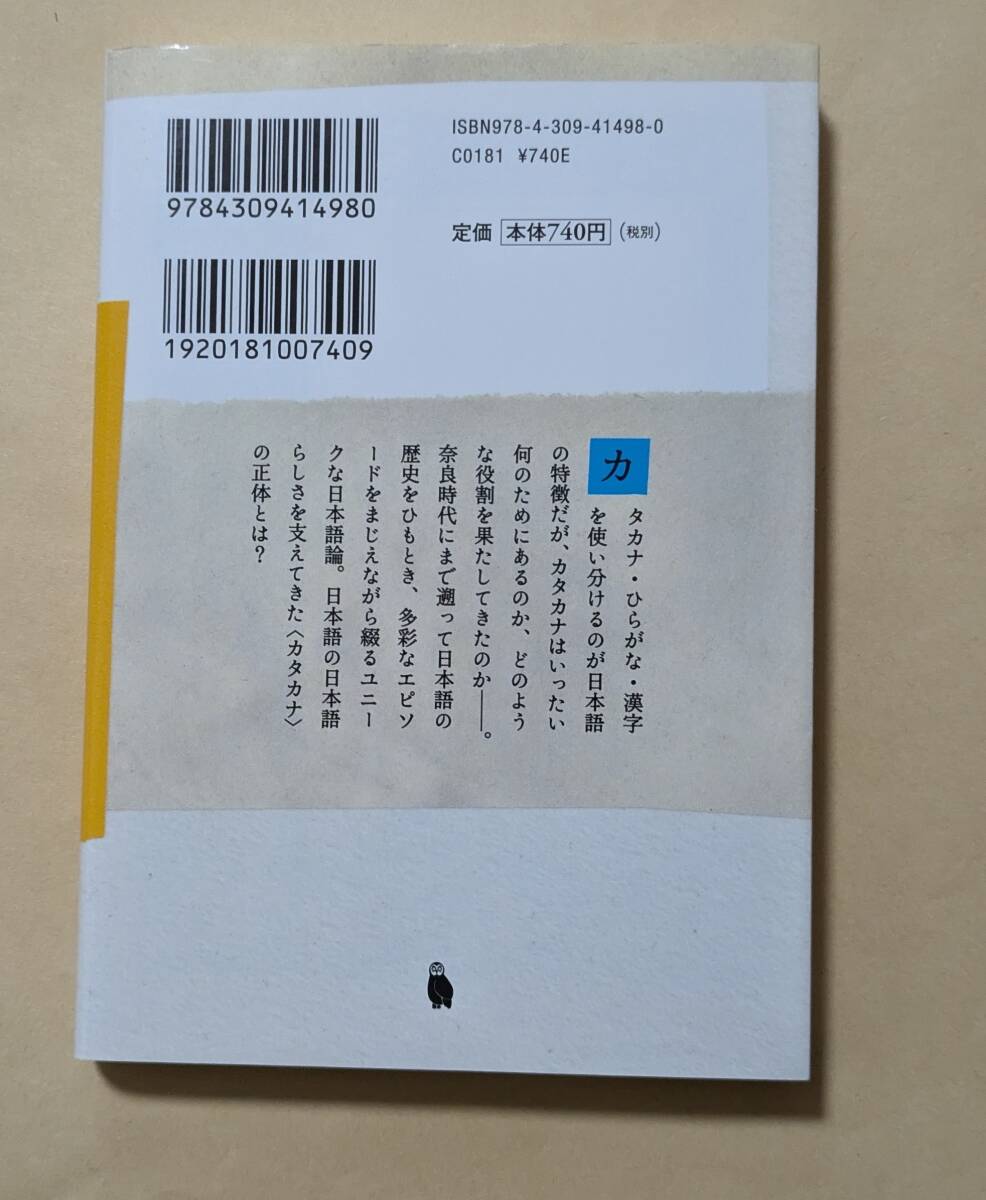 ISBN978-4-309-41498-0
C0181 ¥740E
9784309414980
定価 本体740円（税別）
1920181007409
カタカナ・ひらがな・漢字
を使い分けるのが日本語
の特徴だが、カタカナはいったい
何のためにあるのか、どのよう
な役割を果たしてきたのか――。
奈良時代にまで遡って日本語の
歴史をひもとき、多彩なエピソ
ードをまじえながら綴るユニー
クな日本語論。日本語の日本語
らしさを支えてきた〈カタカナ〉
の正体とは？